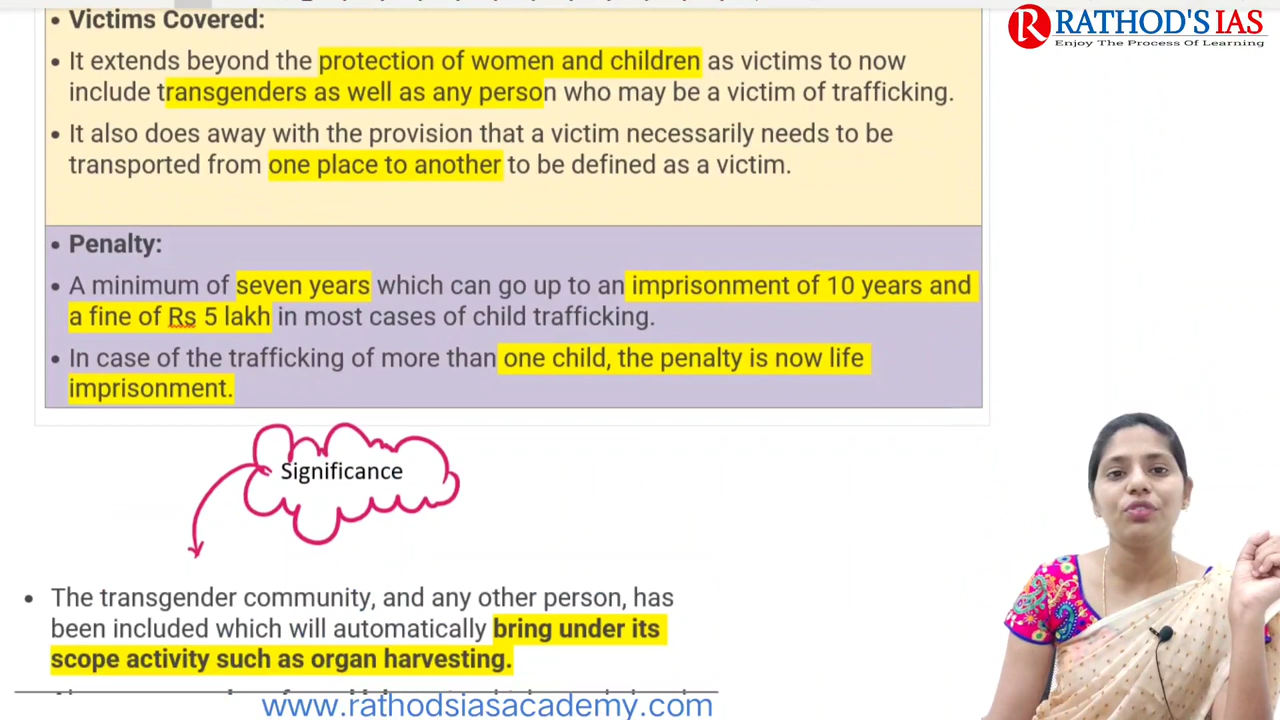 • Victims Covered:
RATHOD'S IAS
Enjoy The Process Of Learning
• It extends beyond the protection of women and children as victims to now
include transgenders as well as any person who may be a victim of trafficking.
• It also does away with the provision that a victim necessarily needs to be
transported from one place to another to be defined as a victim.
• Penalty:
• A minimum of seven years which can go up to an imprisonment of 10 years and
a fine of Rs 5 lakh in most cases of child trafficking.
• In case of the trafficking of more than one child, the penalty is now life
imprisonment.
Significance
• The transgender community, and any other person, has
been included which will automatically bring under its
scope activity such as organ harvesting.
www.rathodsiasacademy.com